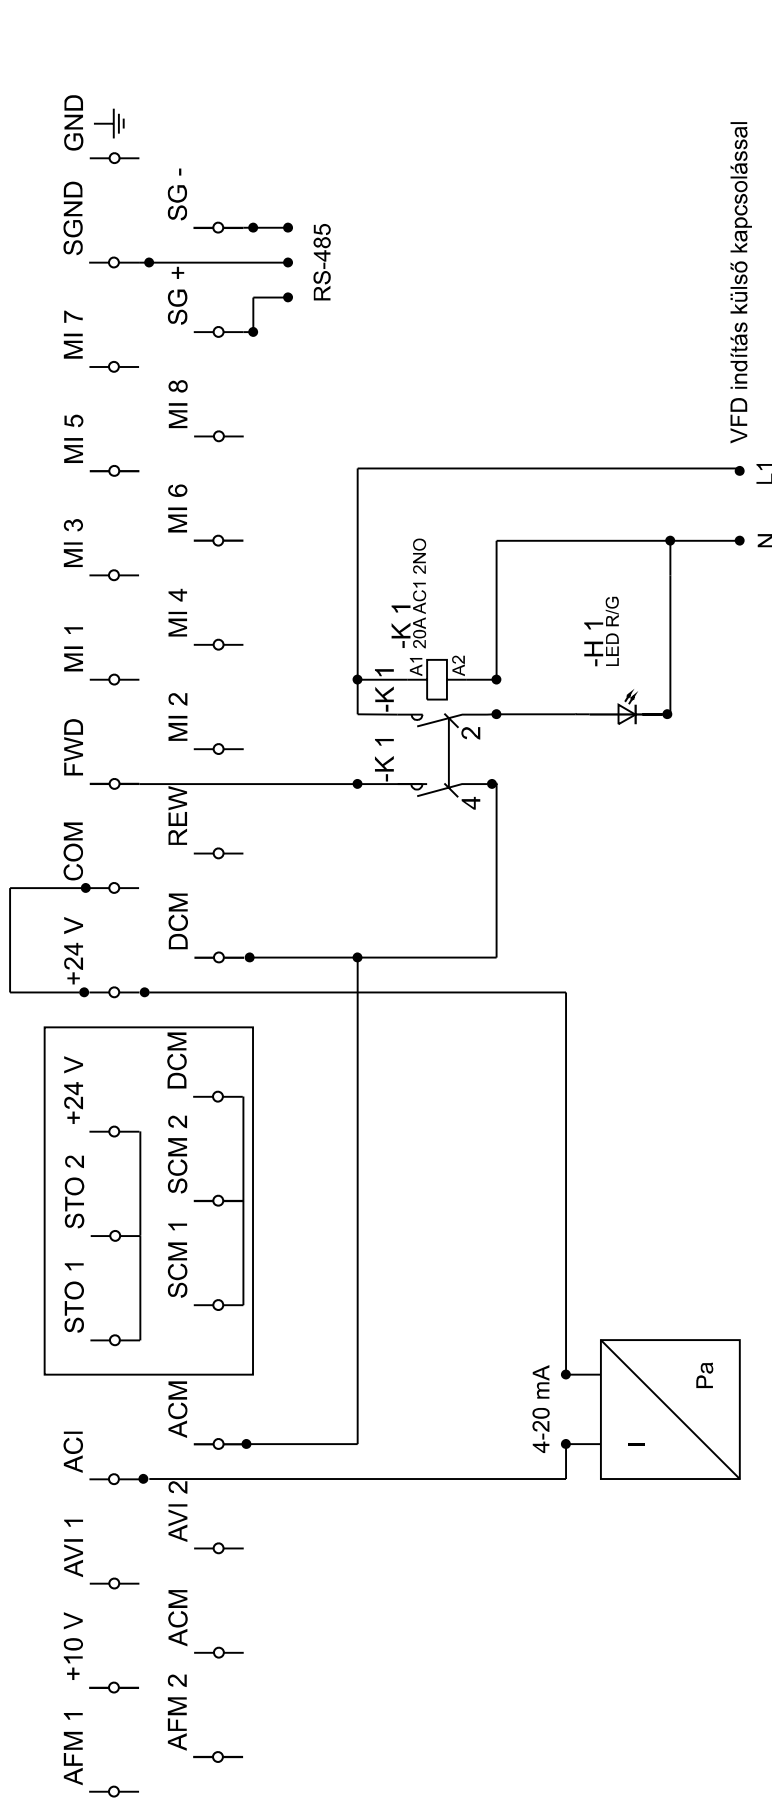 AFM 1
+10 V
AVI 1
ACI
STO 1
STO 2
+24 V
+24 V
COM
FWD
MI 1
MI 3
MI 5
MI 7
SGND
GND
AFM 2
ACM
AVI 2
ACM
SCM 1
SCM 2
DCM
DCM
REW
MI 2
MI 4
MI 6
MI 8
SG +
SG -
RS-485
-K 1
-K 1
-K 1
20A AC1 2NO
A1
A2
4
2
4-20 mA
I
Pa
-H 1
LED R/G
VFD indítás külső kapcsolással
N
L1